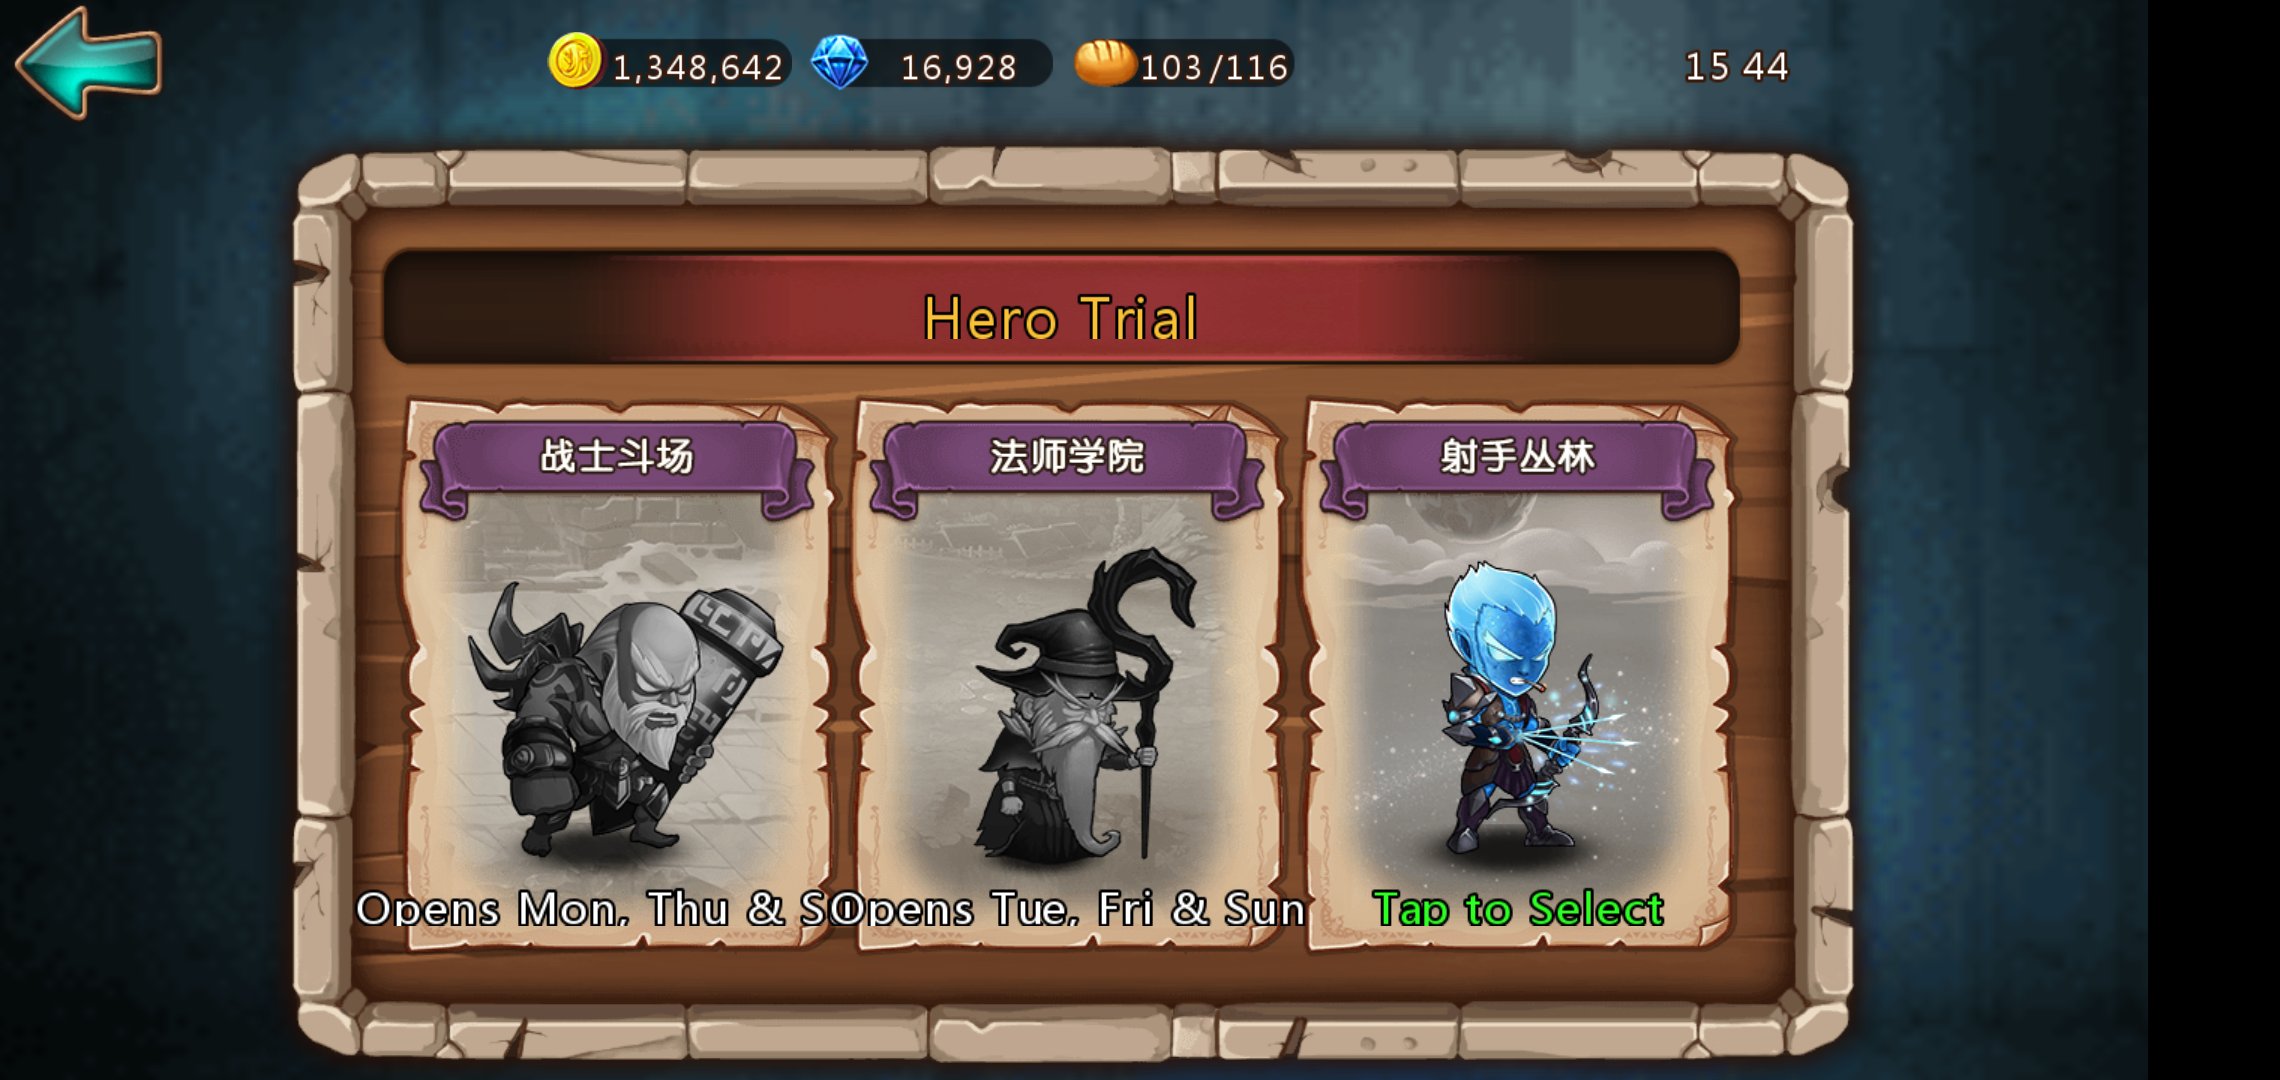 1,348,642
16,928
103/116
15 44
Hero Trial
战士斗场
法师学院
射手丛林
Opens Mon, Thu &
Opens Tue, Fri & Sun
Tap to Select